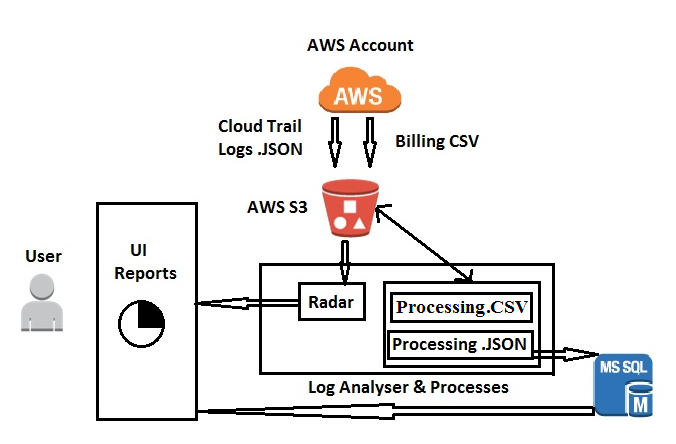 AWS Account
AWS
Cloud Trail
Logs .JSON
Billing CSV
AWS S3
User
UI
Reports
Radar
Processing.CSV
Processing .JSON
MS SQL
M
Log Analyser & Processes